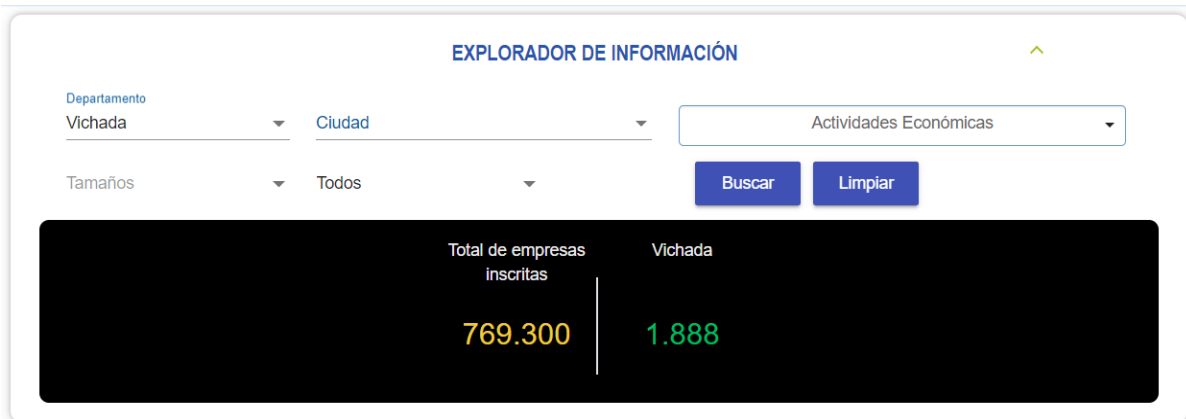 EXPLORADOR DE INFORMACIÓN
Departamento
Vichada
Ciudad
Actividades Económicas
Tamaños
Todos
Buscar
Limpiar
Total de empresas
inscritas
Vichada
769.300
1.888